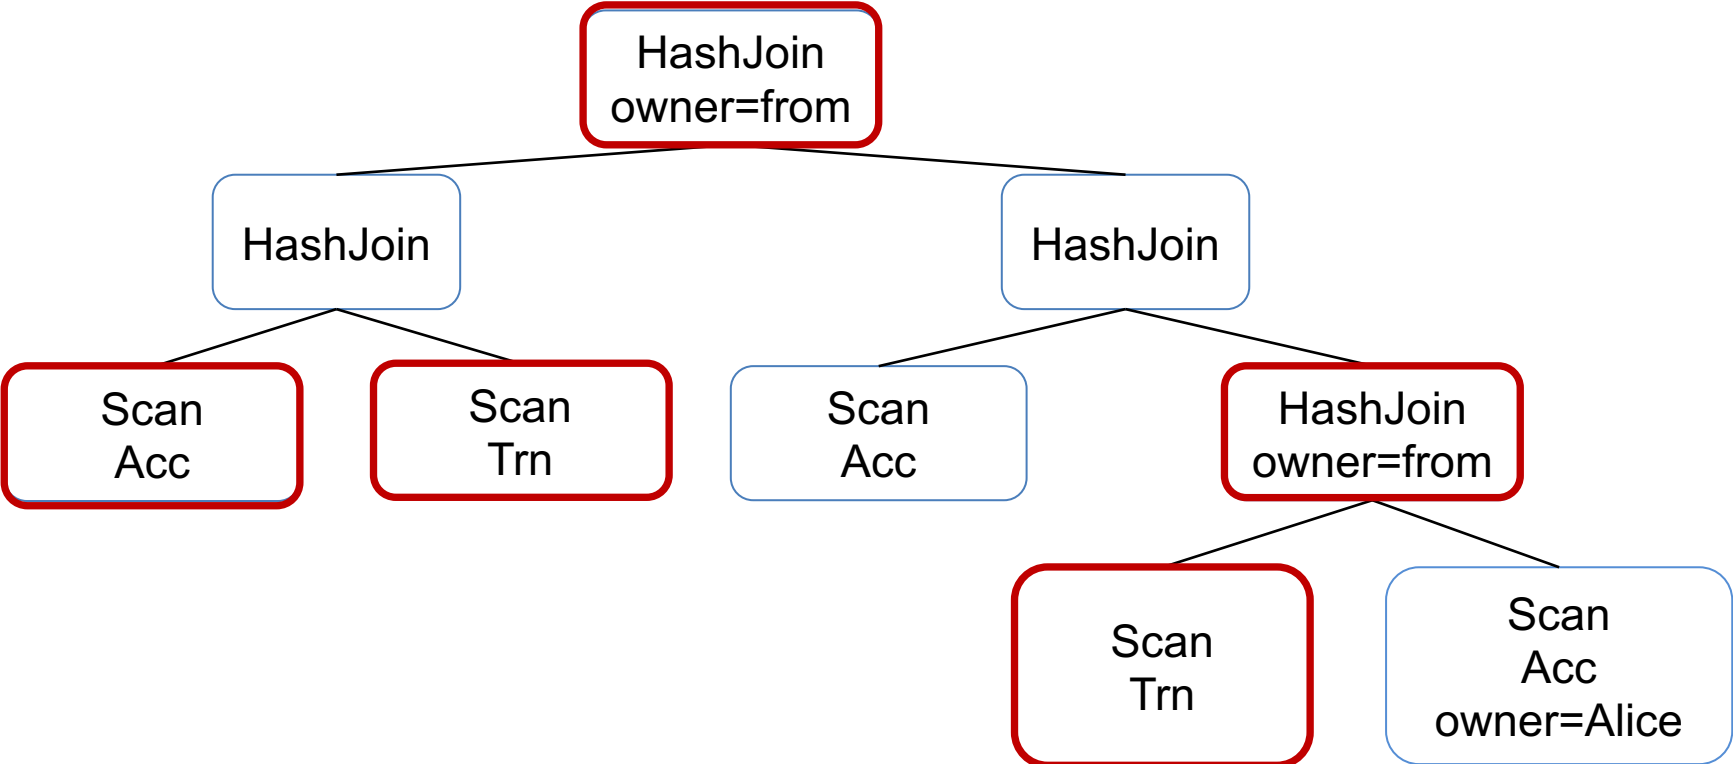 HashJoin
owner=from
HashJoin
HashJoin
Scan
Acc
Scan
Trn
Scan
Acc
HashJoin
owner=from
Scan
Trn
Scan
Acc
owner=Alice